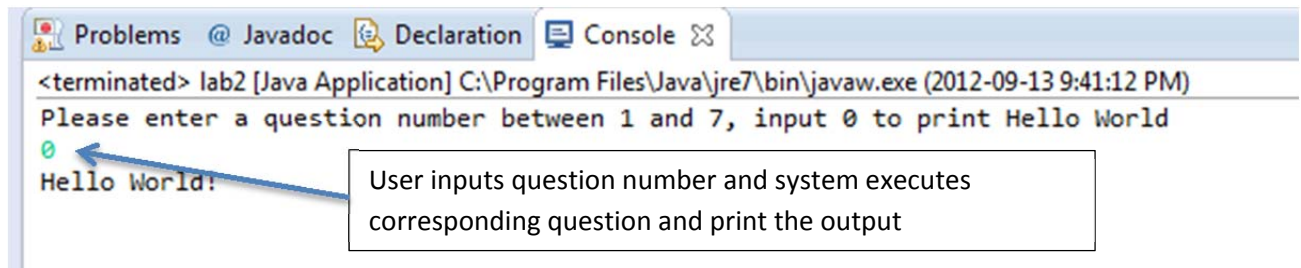 Problems @ Javadoc Declaration Console
<terminated> lab2 [Java Application] C:\Program Files\Java\jre7\bin\javaw.exe (2012-09-13 9:41:12 PM)
Please enter a question number between 1 and 7, input 0 to print Hello World
0
Hello World!
User inputs question number and system executes
corresponding question and print the output